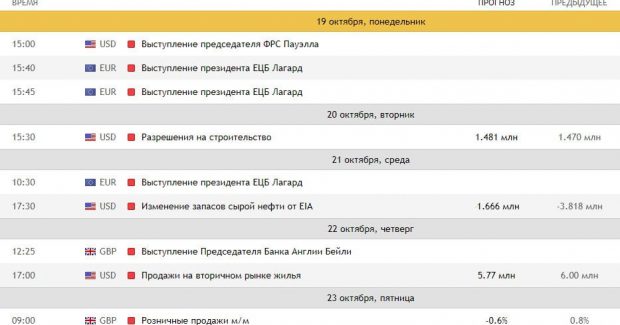 ВРЕМЯ ПРОГНОЗ ПРЕДЫДУЩЕЕ
19 октября, понедельник
15:00 USD Выступление председателя ФРС Пауэлла
15:40 EUR Выступление президента ЕЦБ Лагард
15:45 EUR Выступление президента ЕЦБ Лагард
20 октября, вторник
15:30 USD Разрешения на строительство 1.481 млн 1.470 млн
21 октября, среда
10:30 EUR Выступление президента ЕЦБ Лагард
17:30 USD Изменение запасов сырой нефти от EIA 1.666 млн -3.818 млн
22 октября, четверг
12:25 GBP Выступление Председателя Банка Англии Бейли
17:00 USD Продажи на вторичном рынке жилья 5.77 млн 6.00 млн
23 октября, пятница
09:00 GBP Розничные продажи м/м -0.6% 0.8%